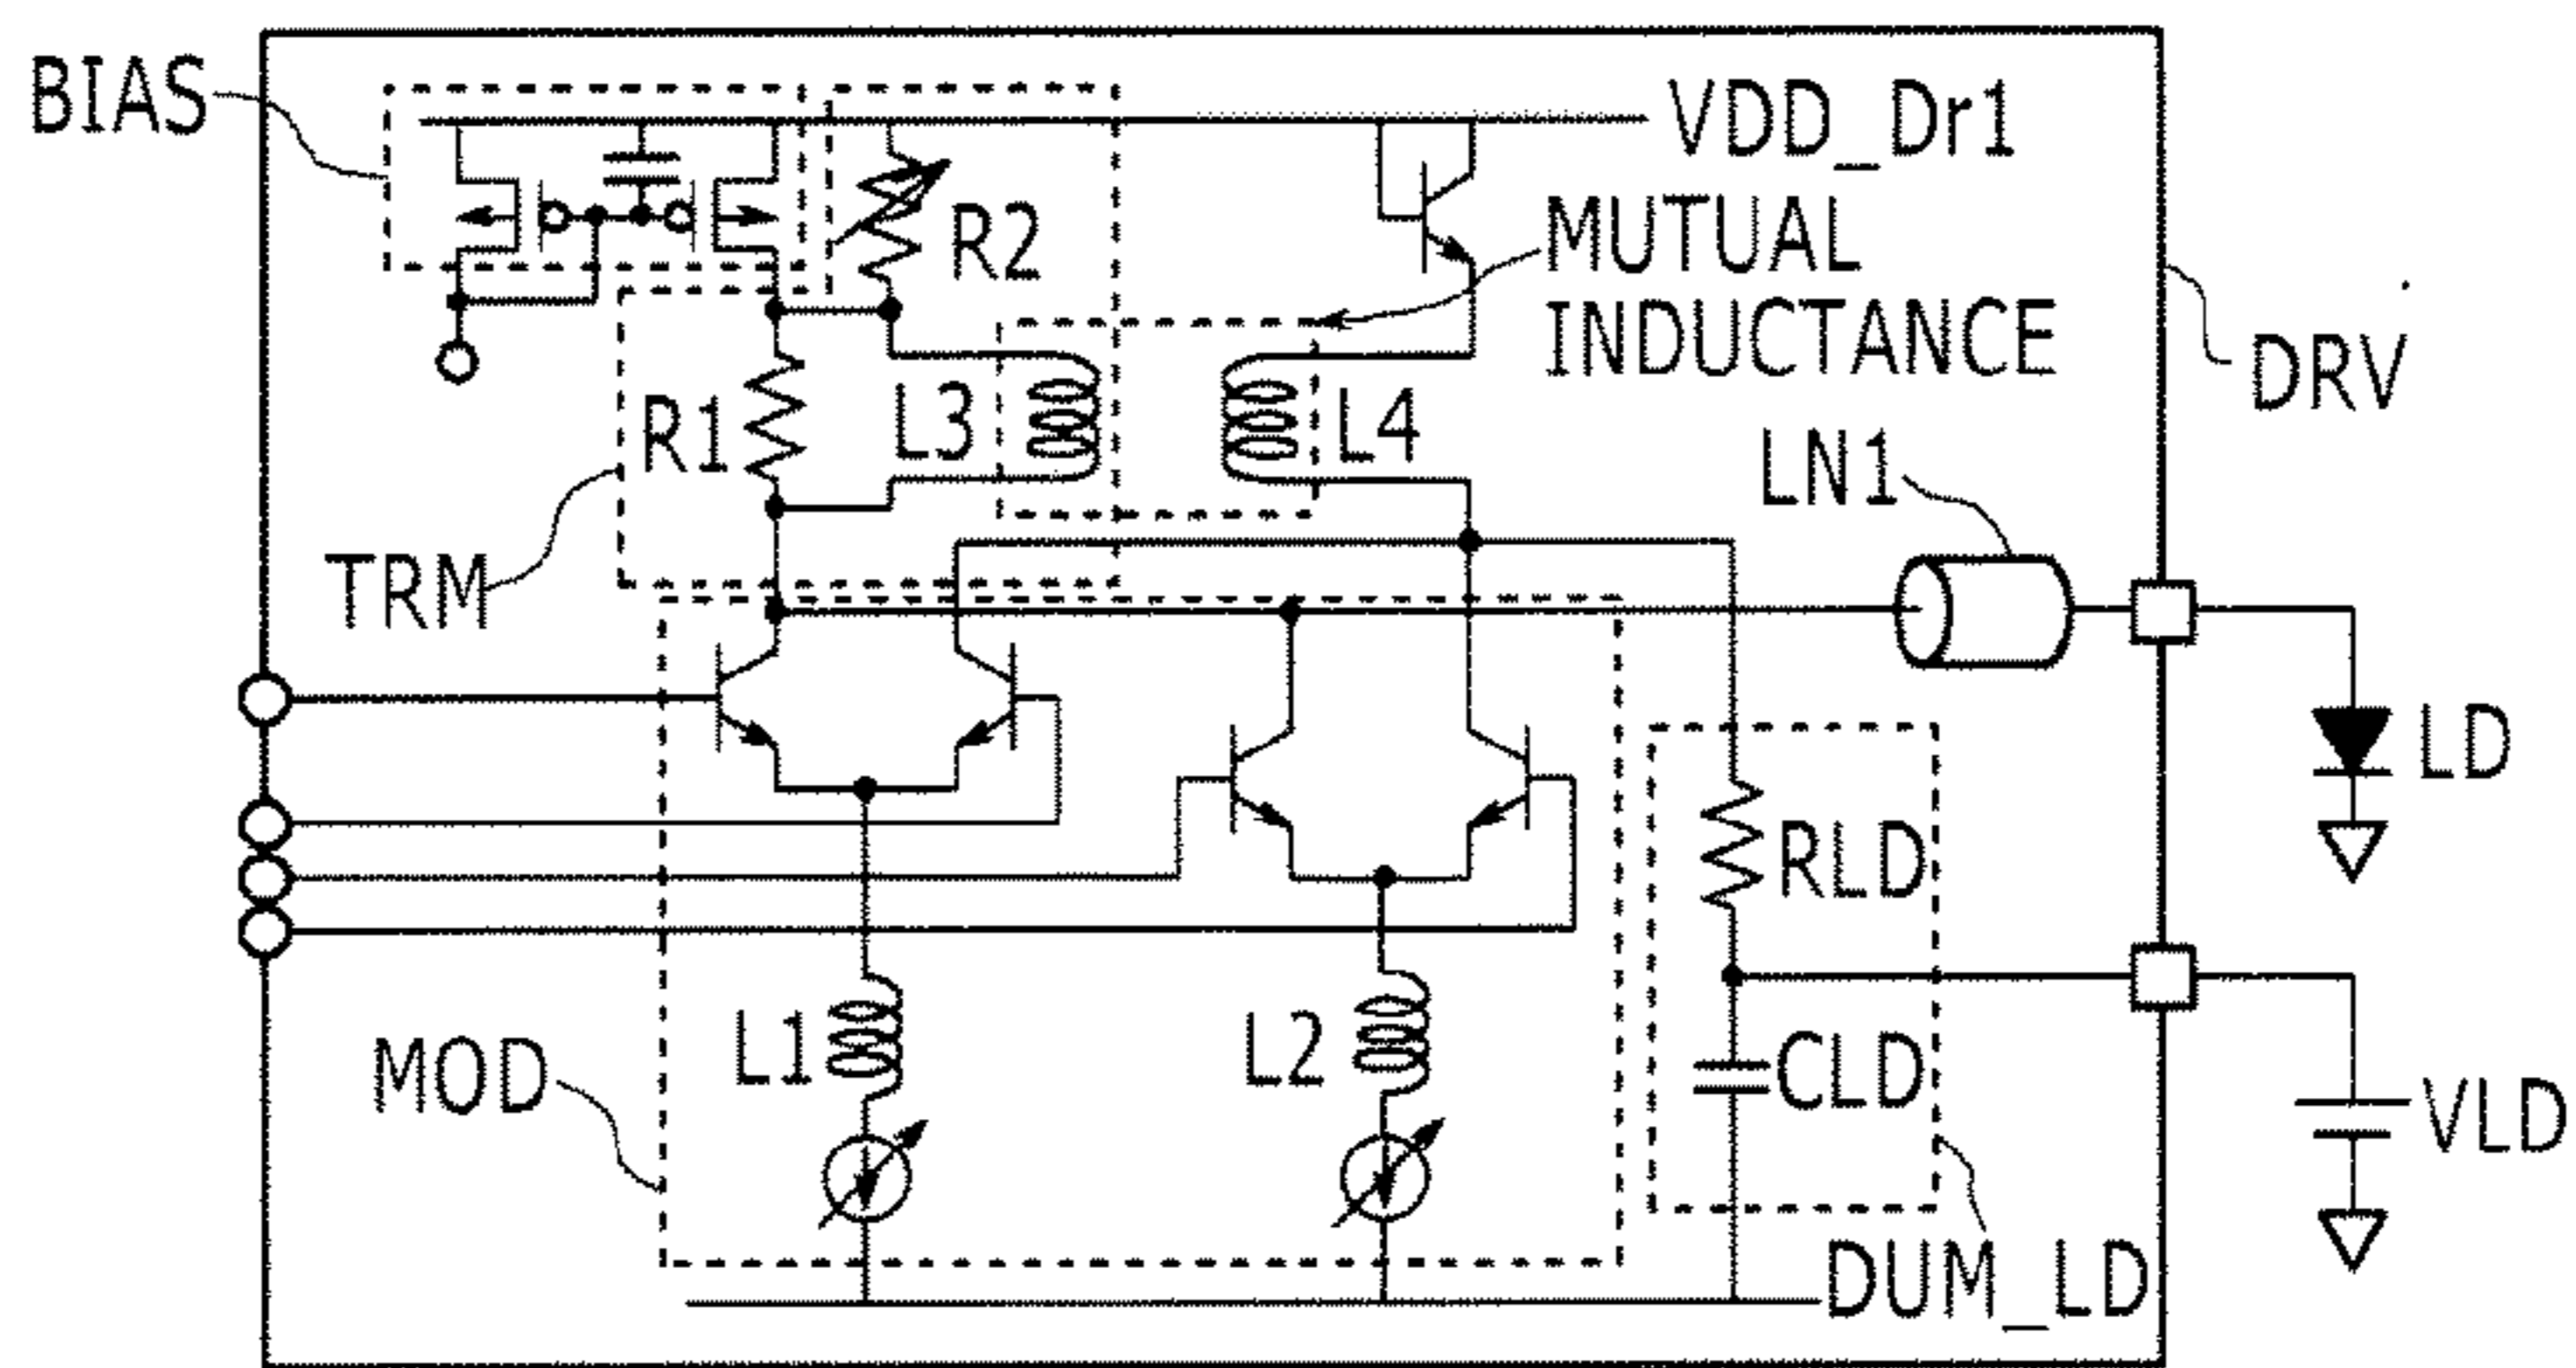 BIAS
VDD_Dr1
R2
MUTUAL
INDUCTANCE
DRV
L3
L4
R1
LN1
TRM
LD
RLD
L1
L2
CLD
MOD
VLD
DUM_LD